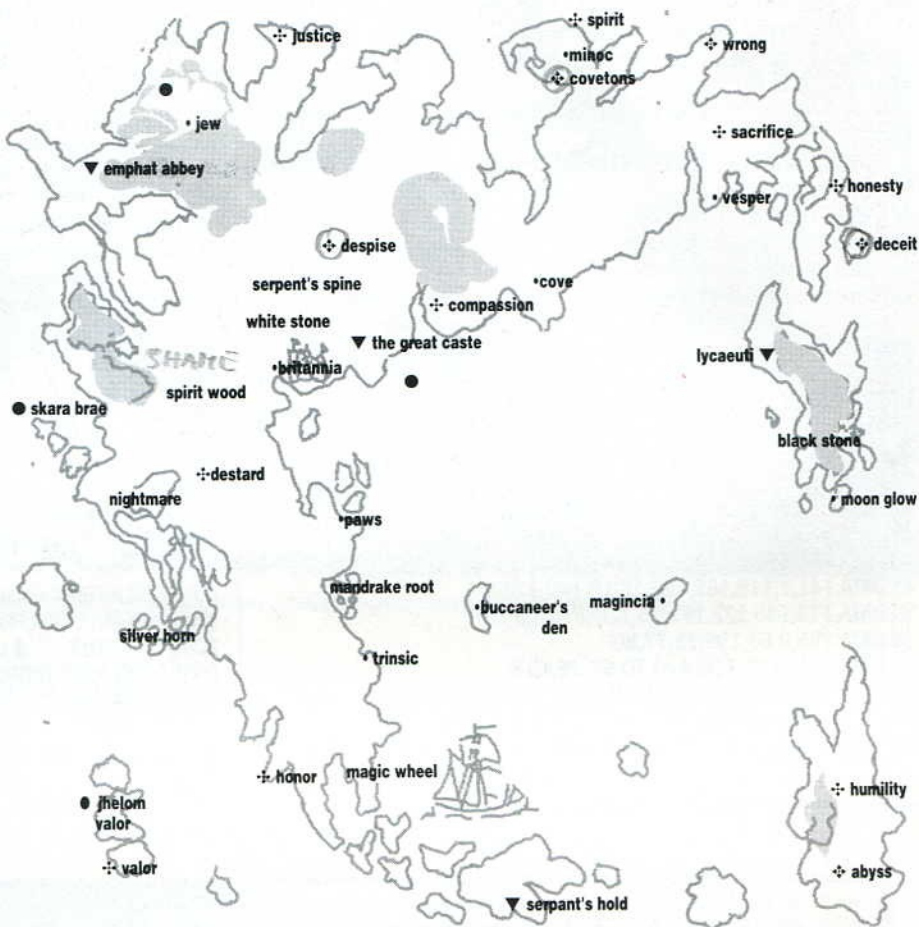 spirit
justice
minoc
wrong
covetons
jew
sacrifice
emphat abbey
honesty
vesper
despise
deceit
serpent's spine
cove
compassion
white stone
the great caste
lycaeuti
britannia
SHAME
spirit wood
skara brae
black stone
destard
nightmare
moon glow
paws
mandrake root
buccaneer's
den
magincia
silver horn
trinsic
honor
magic wheel
humility
jhelom
valor
valor
abyss
serpant's hold